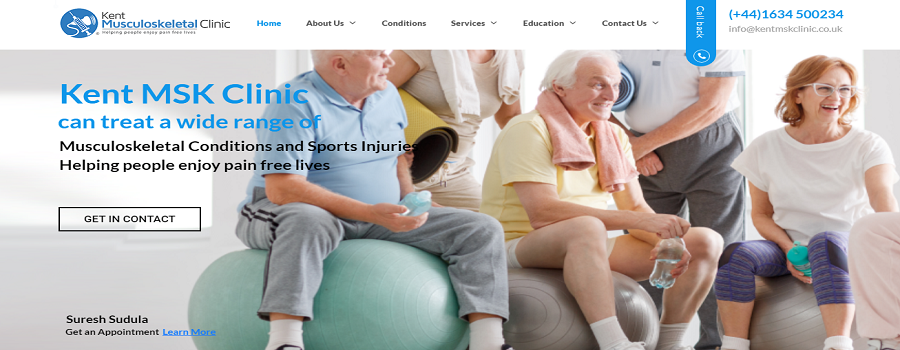 Kent
Musculoskeletal Clinic
Helping people enjoy pain free lives
Home
About Us
Conditions
Services
Education
Contact Us
Call back
(+44)1634 500234
info@kentmskclinic.co.uk
Kent MSK Clinic
can treat a wide range of
Musculoskeletal Conditions and Sports Injuries
Helping people enjoy pain free lives
h
GET IN CONTACT
Suresh Sudula
Get an Appointment Learn More